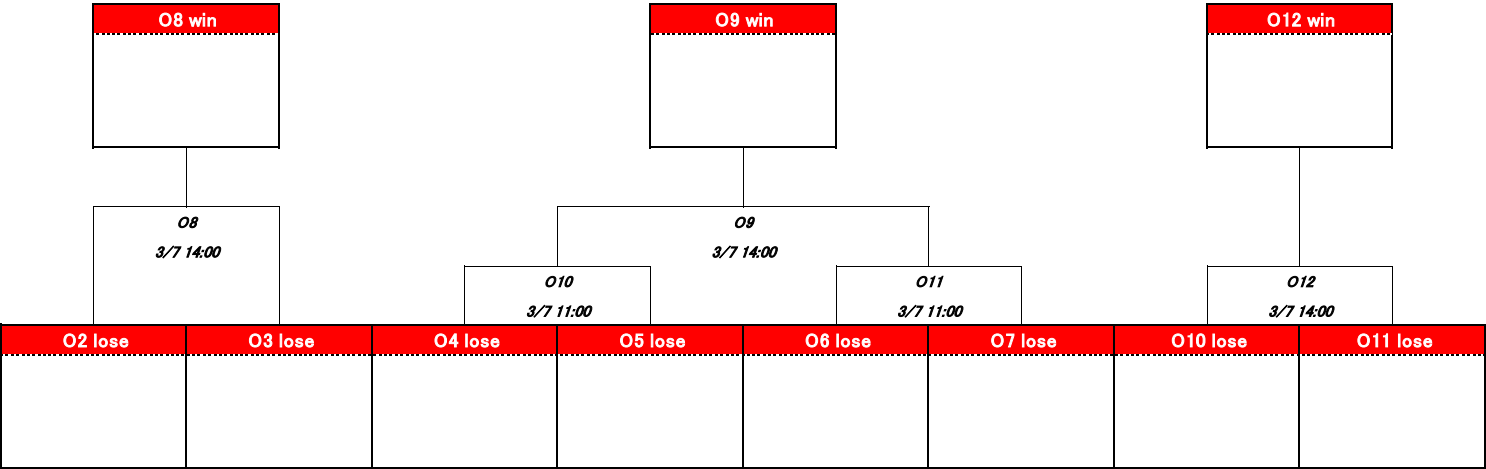 O8 win
O9 win
O12 win
O8
O9
3/7 14:00
3/7 14:00
O10
O11
O12
3/7 11:00
3/7 11:00
3/7 14:00
O2 lose
O3 lose
O4 lose
O5 lose
O6 lose
O7 lose
O10 lose
O11 lose